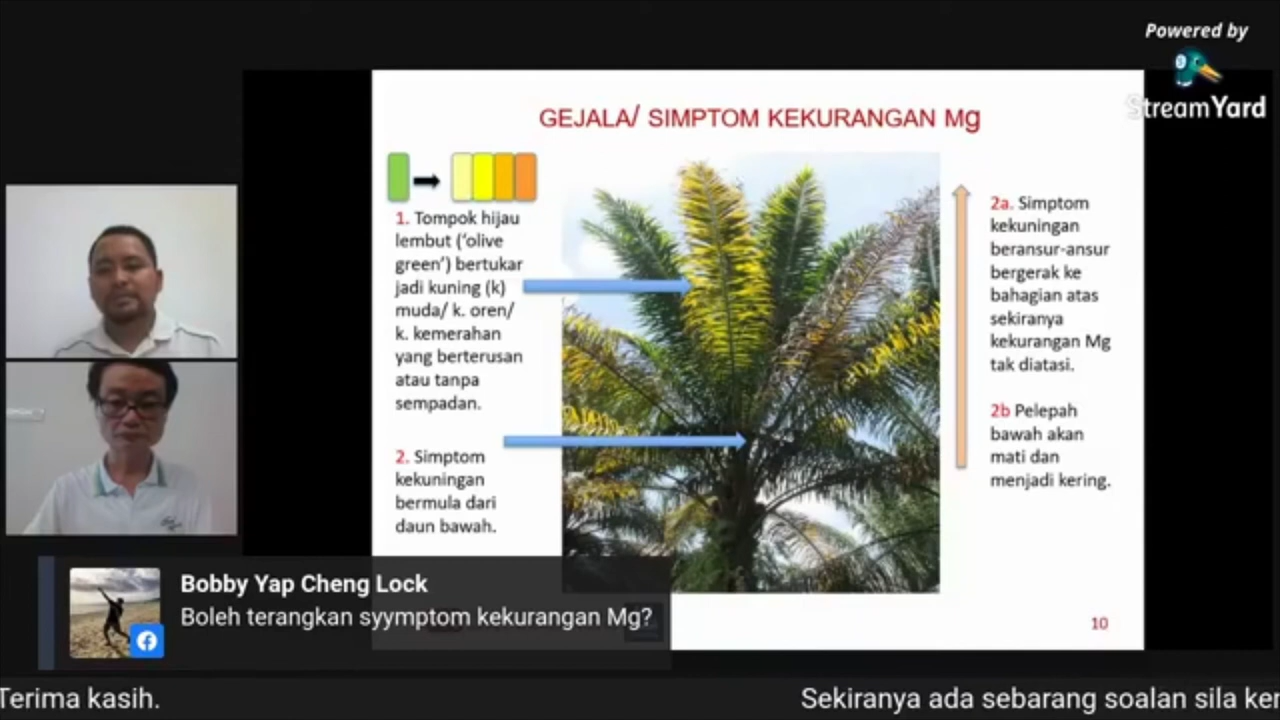 Powered by
StreamYard
GEJALA/ SIMPTOM KEKURANGAN Mg
1. Tompok hijau
lembut (‘olive
green’) bertukar
jadi kuning (k)
muda/ k. oren/
k. kemerahan
yang berterusan
atau tanpa
sempadan.
2. Simptom
kekuningan
bermula dari
daun bawah.
2a. Simptom
kekuningan
beransur-ansur
bergerak ke
bahagian atas
sekiranya
kekurangan Mg
tak diatasi.
2b Pelepah
bawah akan
mati dan
menjadi kering.
10
Bobby Yap Cheng Lock
Boleh terangkan syymptom kekurangan Mg?
Terima kasih.
Sekiranya ada sebarang soalan sila ker